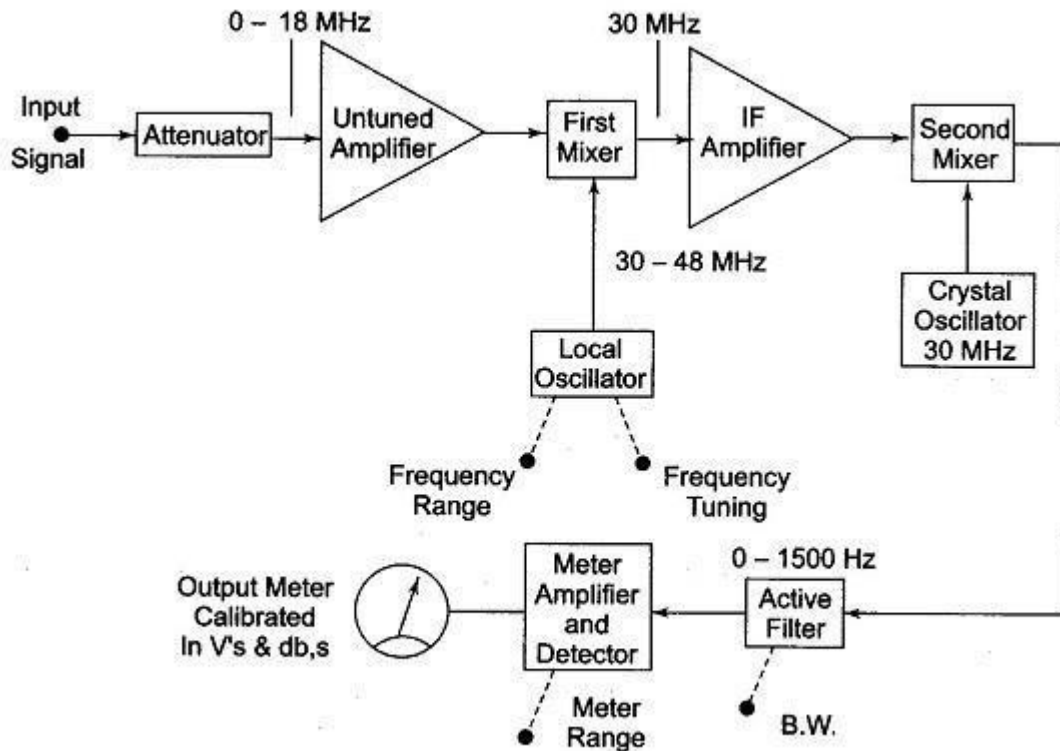 0 – 18 MHz
30 MHz
Input
Signal
Attenuator
Untuned
Amplifier
First
Mixer
IF
Amplifier
Second
Mixer
30 – 48 MHz
Crystal
Oscillator
30 MHz
Local
Oscillator
Frequency
Range
Frequency
Tuning
Output Meter
Calibrated
In V's & db,s
Meter
Amplifier
and
Detector
0 – 1500 Hz
Active
Filter
Meter
Range
B.W.